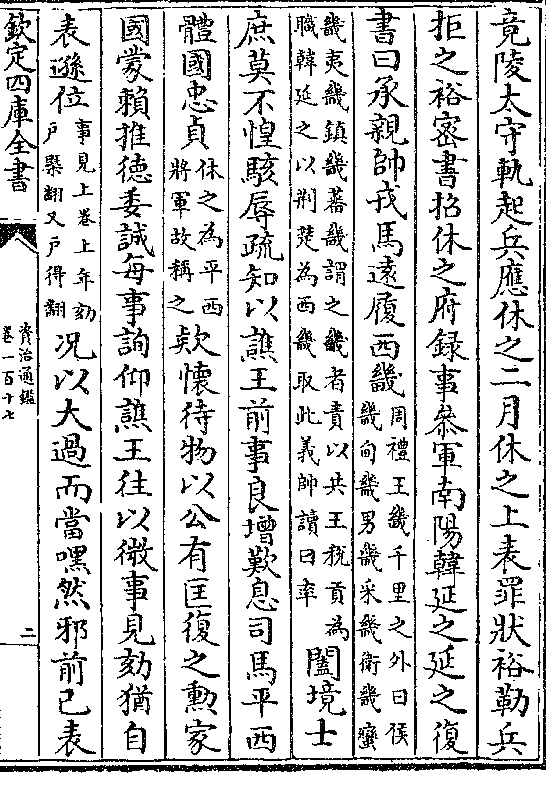 竟陵太守軌起兵應休之二月休之上表罪狀裕勒兵
拒之裕密書招休之府録事叅軍南陽韓延之延之復
書曰承親帥戎馬遠履西畿周禮王畿千里之外曰侯
畿甸畿男畿采畿衛畿蠻
畿夷畿鎮畿蕃畿謂之畿者責以共王稅貢為
職韓延之以荆楚為西畿取此義帥讀曰率闔境士
庶莫不惶駭辱疏知以譙王前事良增歎息司馬平西
體國忠貞休之為平西
將軍故稱之欵懷待物以公有匡復之勲家
國蒙賴推德委誠每事詢仰譙王往以微事見劾猶自
表遜位事見上卷上年劾
户槩翻又户得翻况以大過而當嘿然邪前已表
欽定四庫全書
資治通鑑
卷一百十七
二